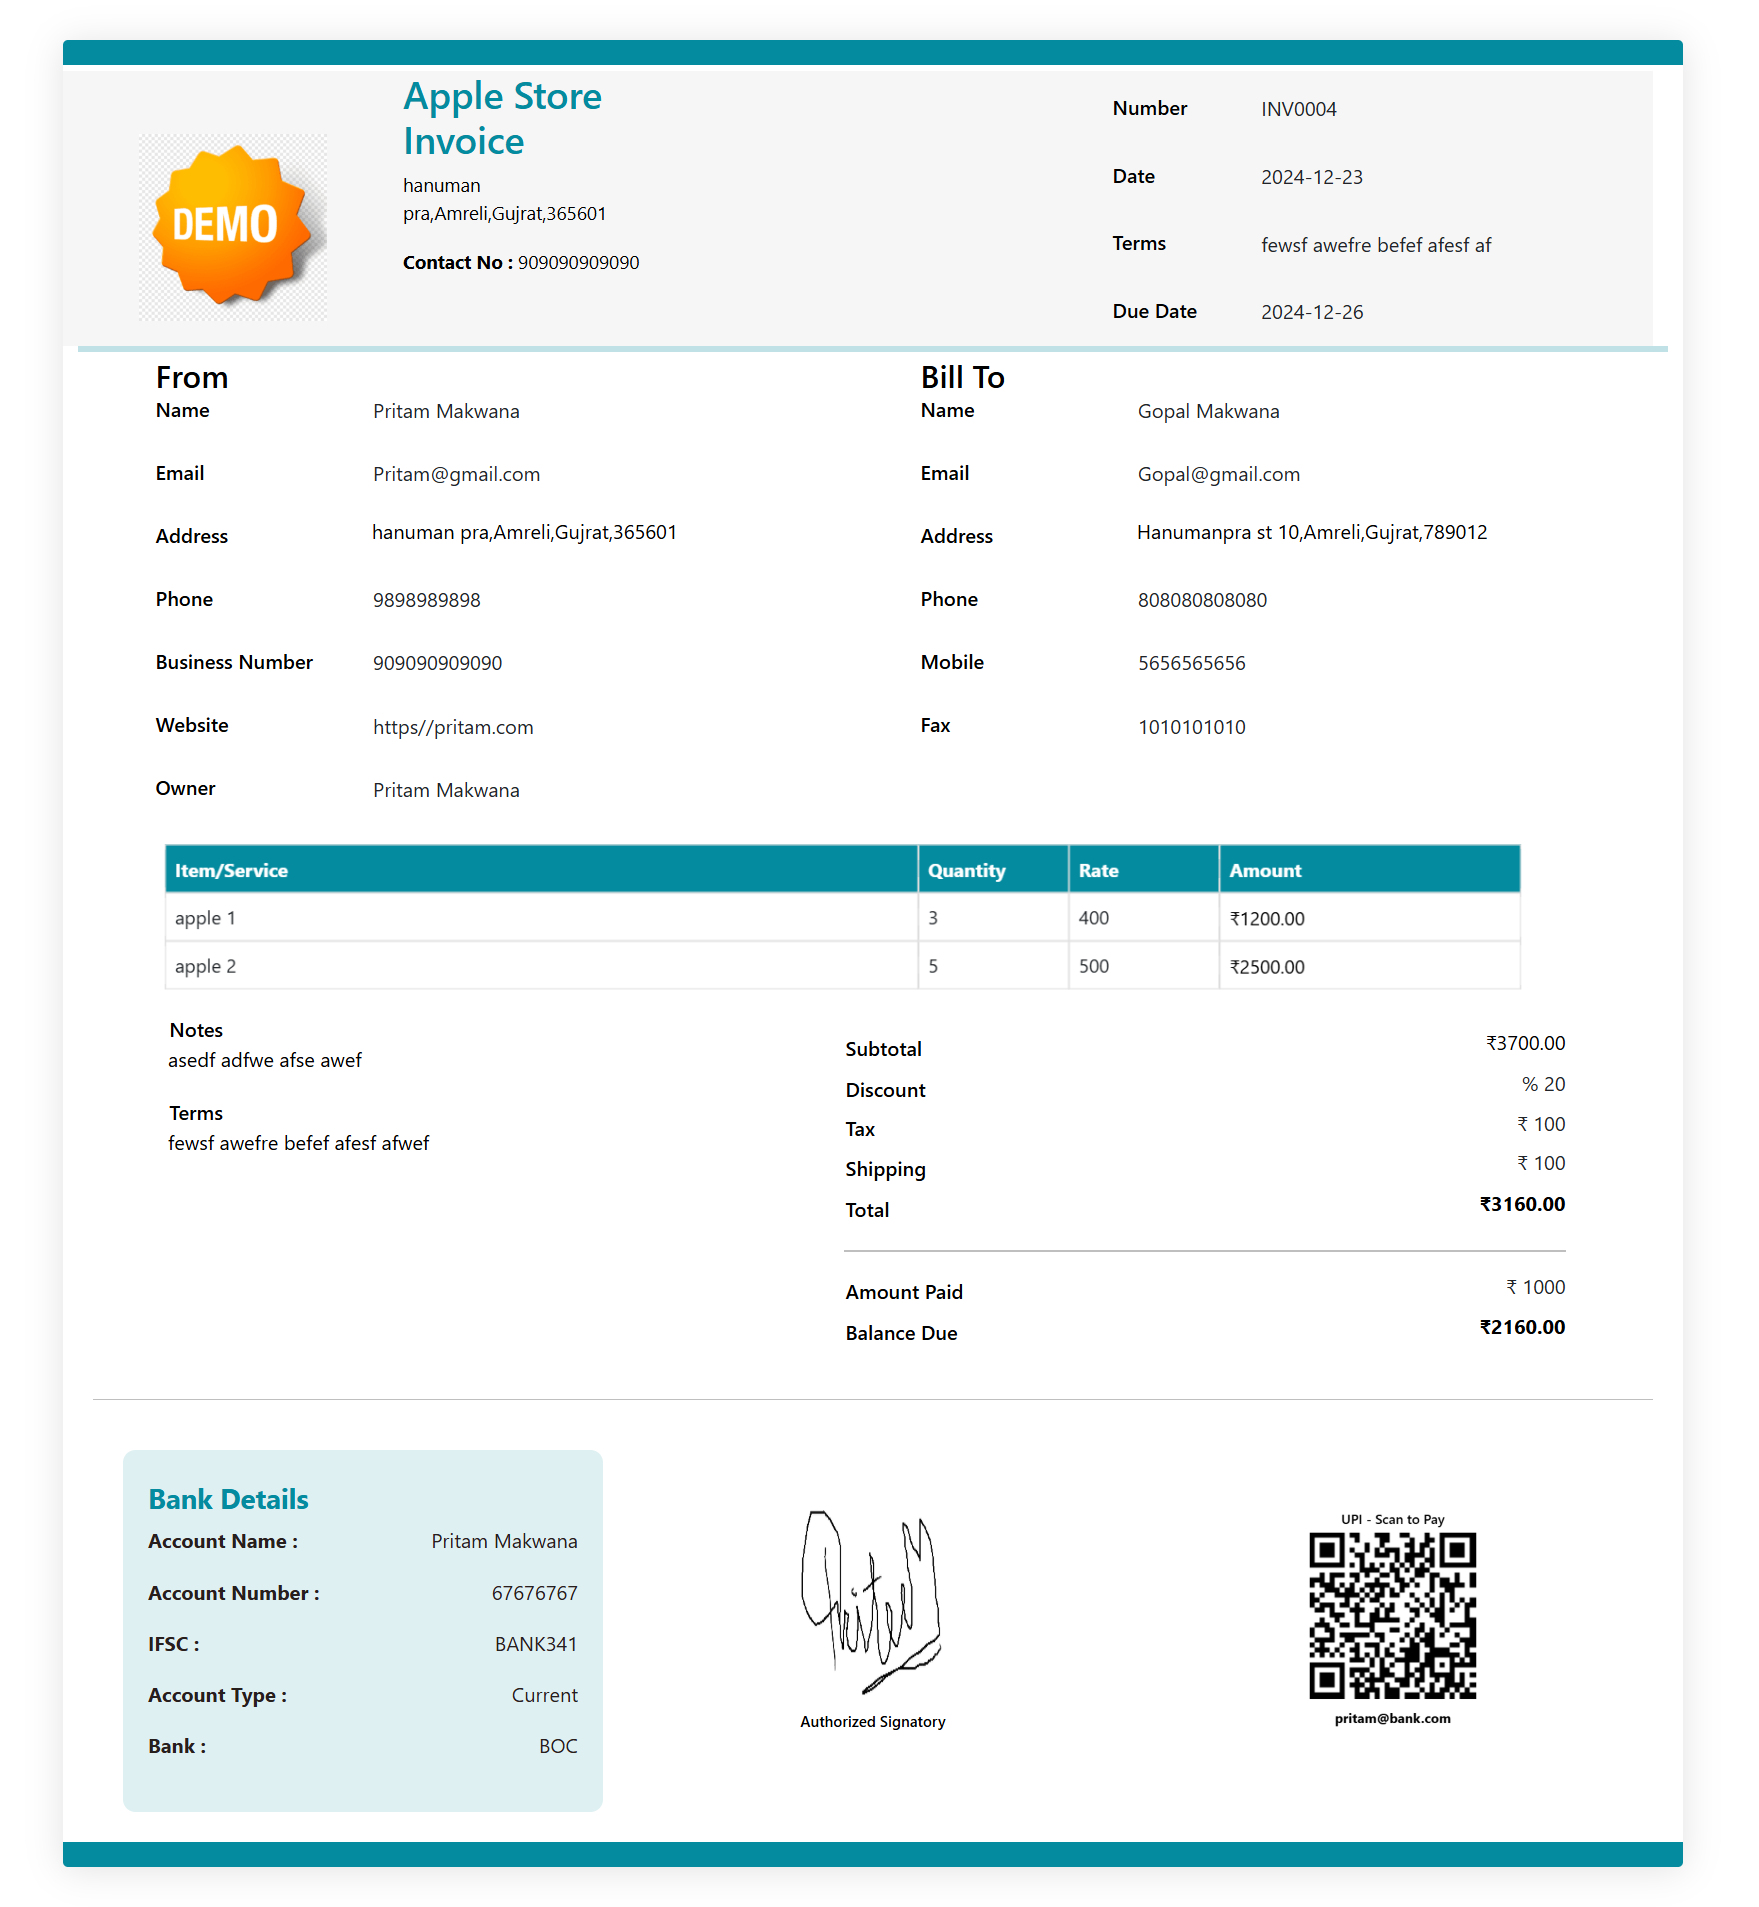 Apple Store
Invoice
hanuman
pra,Amreli,Gujrat,365601
Contact No : 909090909090
DEMO
Number INV0004
Date 2024-12-23
Terms fewsf awefre befef afesf af
Due Date 2024-12-26
From
Name Pritam Makwana
Email Pritam@gmail.com
Address hanuman pra,Amreli,Gujrat,365601
Phone 9898989898
Business Number 909090909090
Website https//pritam.com
Owner Pritam Makwana
Bill To
Name Gopal Makwana
Email Gopal@gmail.com
Address Hanumanpra st 10,Amreli,Gujrat,789012
Phone 808080808080
Mobile 5656565656
Fax 1010101010
Item/Service Quantity Rate Amount
apple 1 3 400 ₹1200.00
apple 2 5 500 ₹2500.00
Notes
asedf adfwe afse awef
Terms
fewsf awefre befef afesf afwef
Subtotal ₹3700.00
Discount % 20
Tax ₹ 100
Shipping ₹ 100
Total ₹3160.00
Amount Paid ₹ 1000
Balance Due ₹2160.00
Bank Details
Account Name : Pritam Makwana
Account Number : 67676767
IFSC : BANK341
Account Type : Current
Bank : BOC
Authorized Signatory
UPI - Scan to Pay
pritam@bank.com